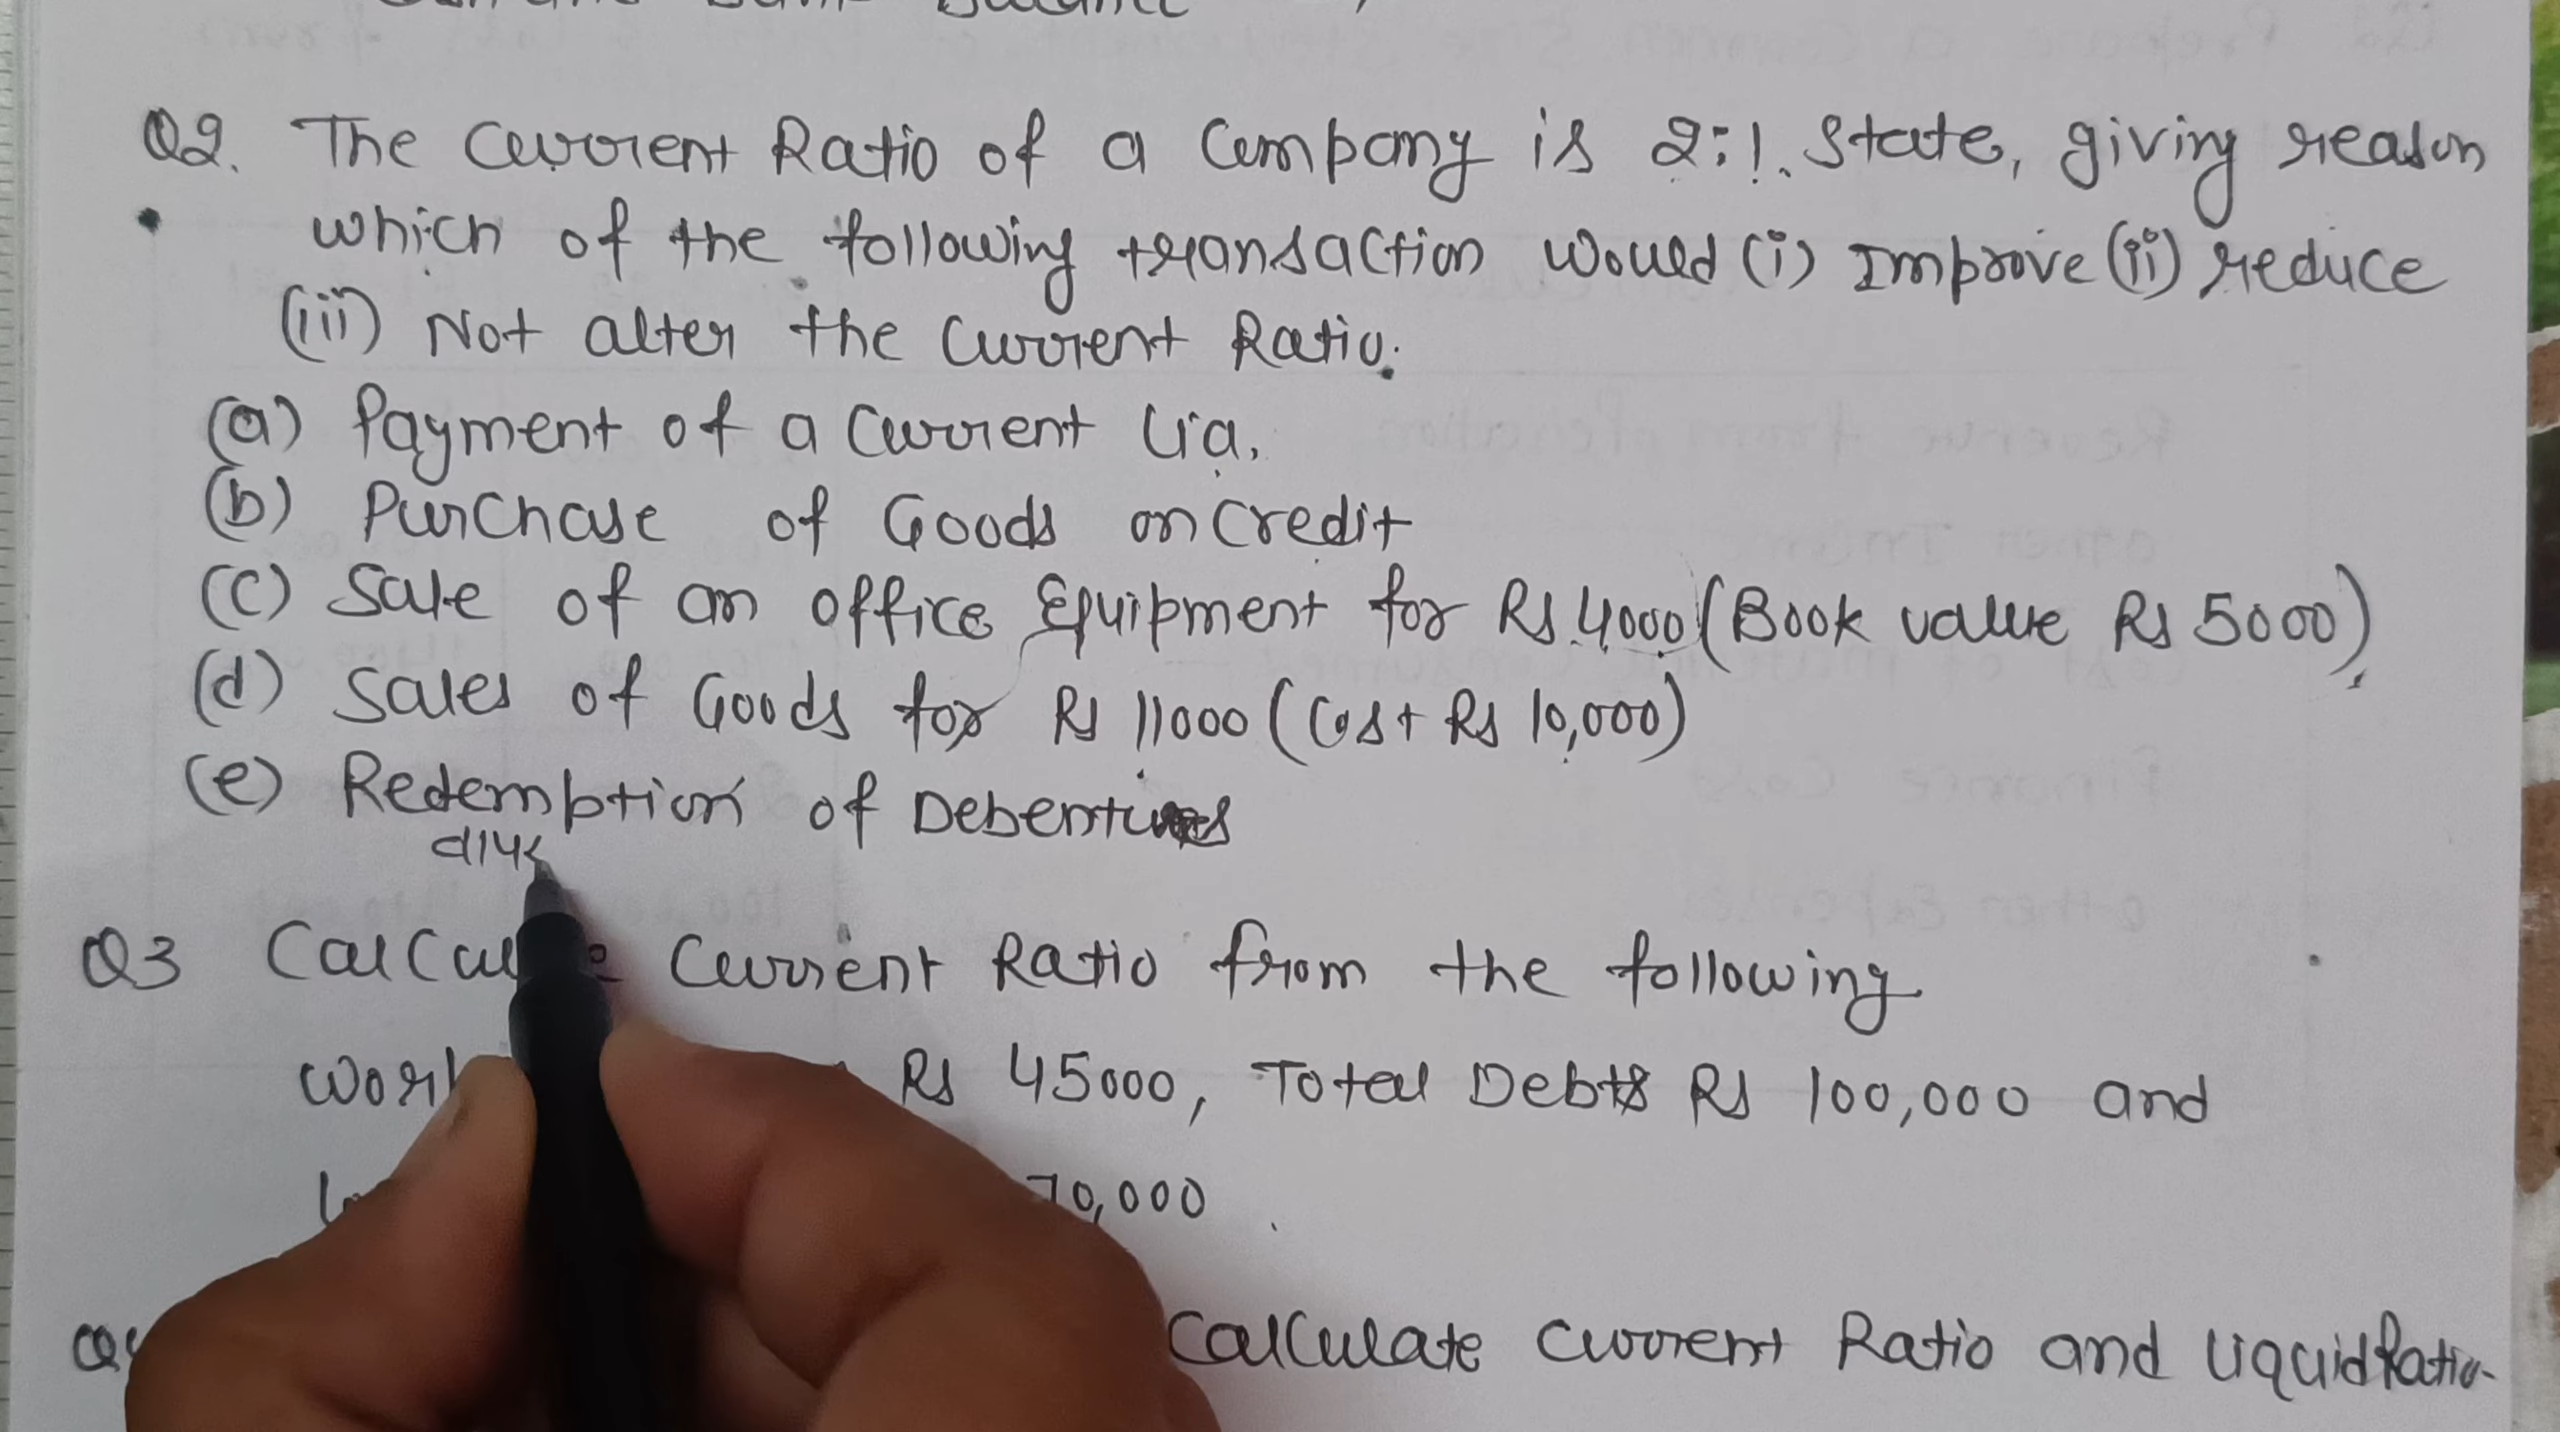 Q2. The Current Ratio of a Company is 2:1. State, giving reason
which of the following transaction would (i) Improve (ii) reduce
(iii) Not alter the Current Ratio.
(a) Payment of a Current Lia.
(b) Purchase of Goods on Credit
(C) Sale of an office Equipment for Rs 4000 (Book value Rs 5000)
(d) Sales of Goods for Rs 11000 (Cost Rs 10,000)
(e) Redemption of Debentures
वापस
Q3 Current Ratio from the following
Rs 45000, Total Debts Rs 100,000 and
70,000
Calculate Current Ratio and Liquid Ratio